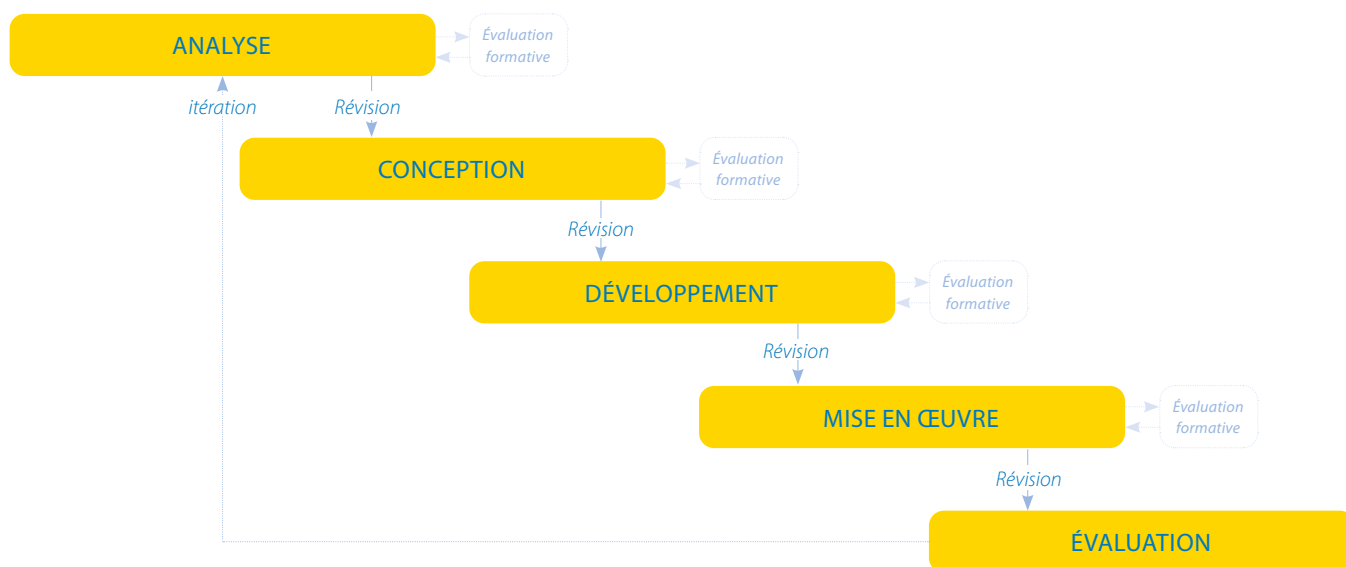 ANALYSE
Évaluation
formative
itération
Révision
CONCEPTION
Évaluation
formative
Révision
DÉVELOPPEMENT
Évaluation
formative
Révision
MISE EN ŒUVRE
Évaluation
formative
Révision
ÉVALUATION